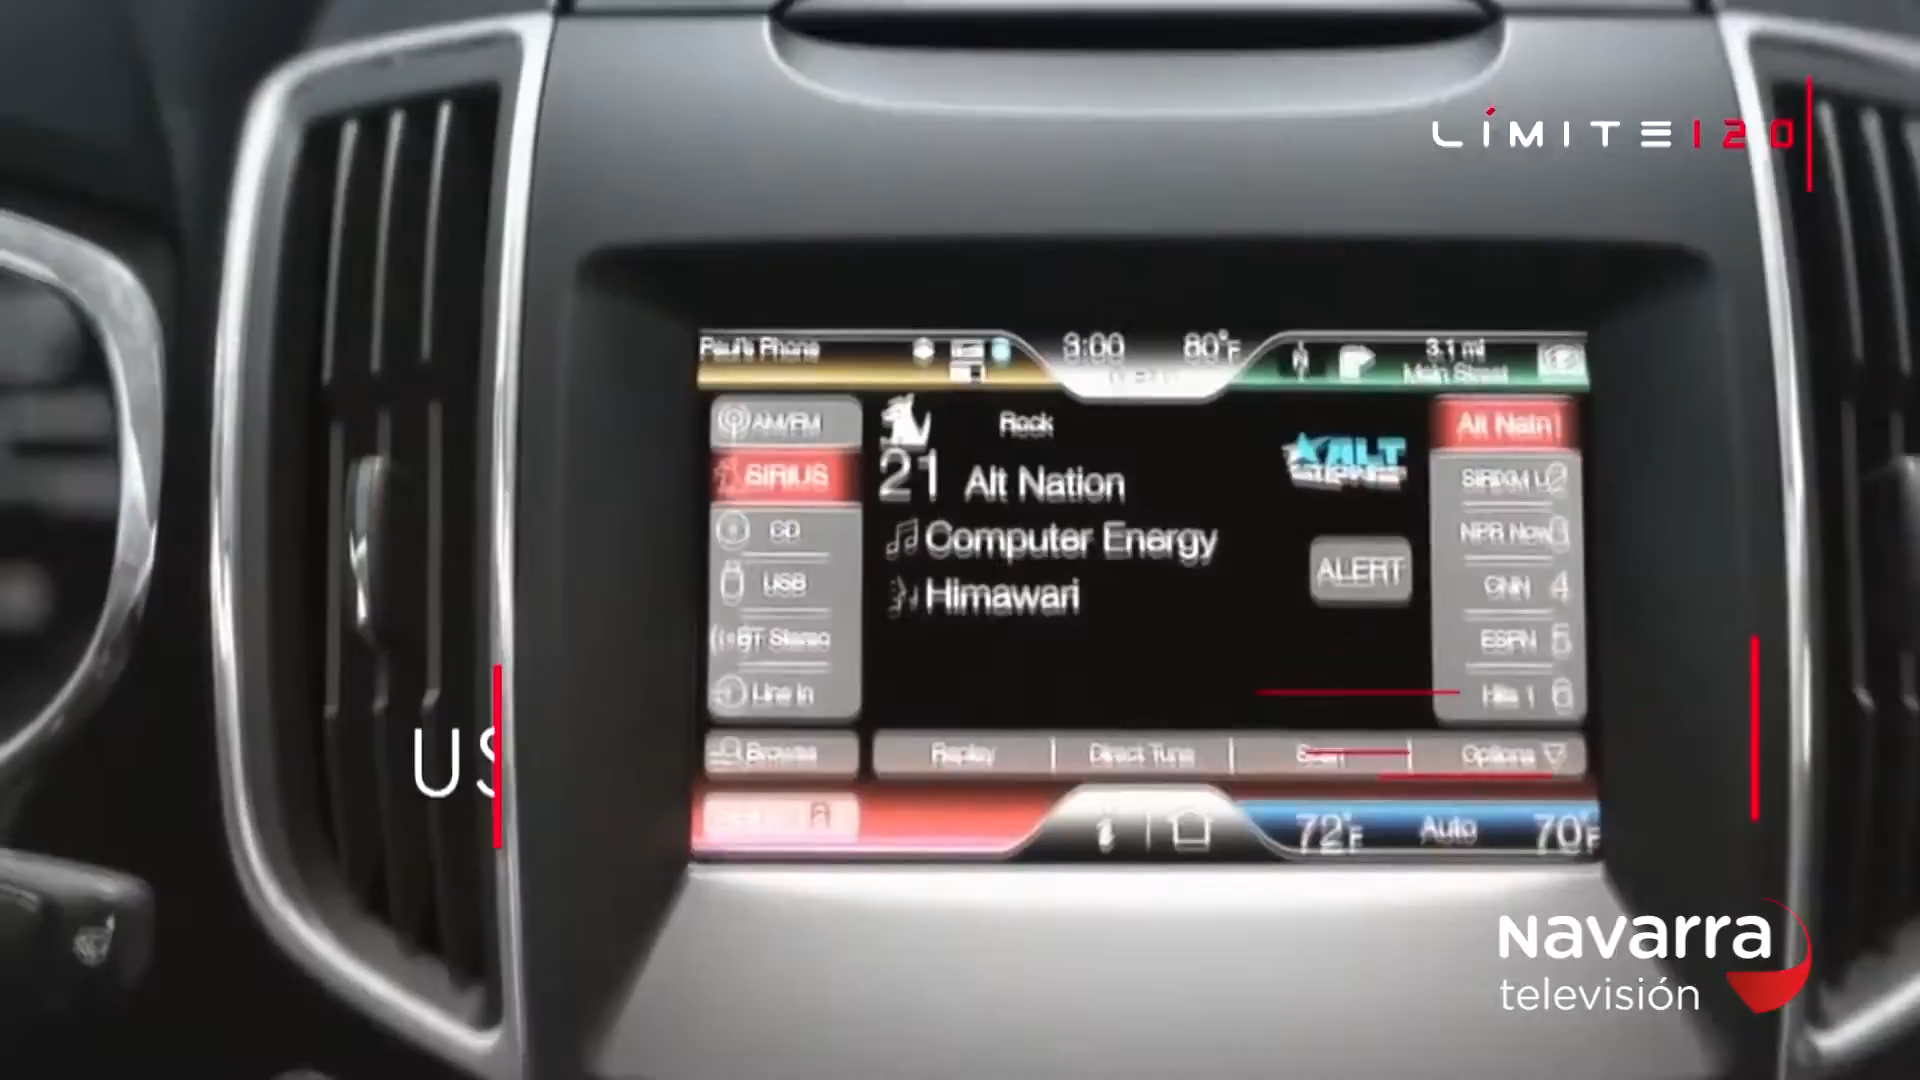 LÍMITE 120
Paul's Phone
3:00
80°F
3.1 mi
Main Street
AM/FM
Rock
Alt Natn 1
SIRIUS
21 Alt Nation
ALT
SIRIXM U 2
CD
Computer Energy
NPR Now 3
USB
Himawari
ALERT
CNN 4
BT Stereo
ESPN 5
Line In
Hits 1 6
Browse
Replay
Direct Tune
Scan
Options
US
72°F
Auto
70°F
Navarra
televisión